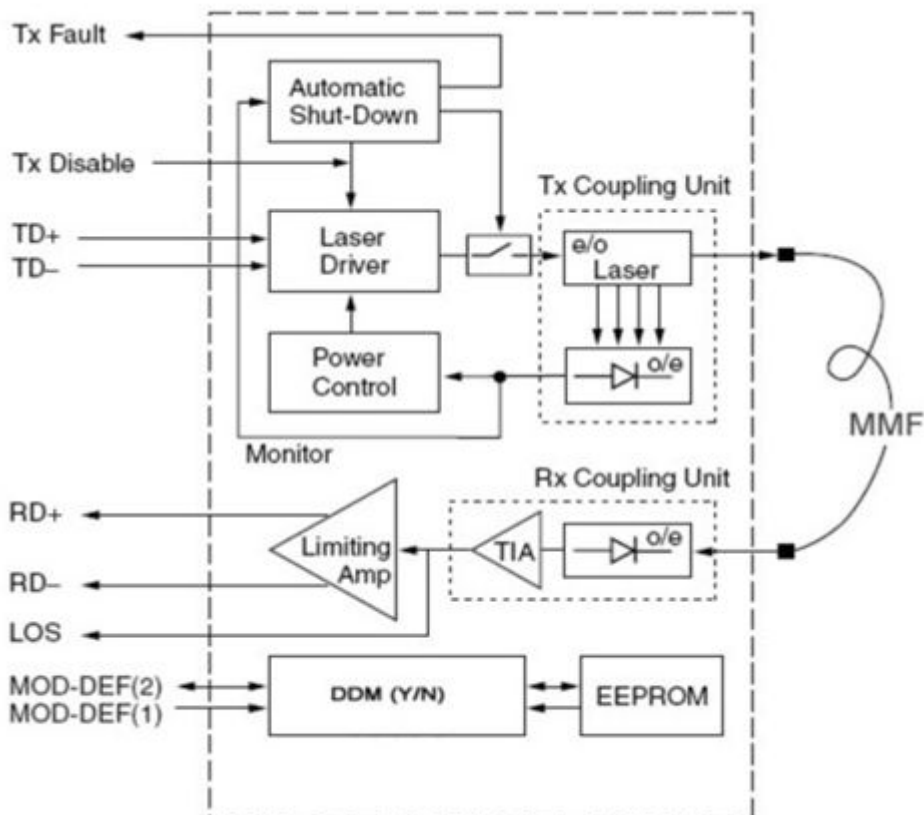 Tx Fault
Automatic
Shut-Down
Tx Disable
Tx Coupling Unit
TD+
TD–
Laser
Driver
e/o
Laser
Power
Control
o/e
MMF
Monitor
Rx Coupling Unit
RD+
RD–
Limiting
Amp
TIA
o/e
LOS
MOD-DEF(2)
MOD-DEF(1)
DDM (Y/N)
EEPROM